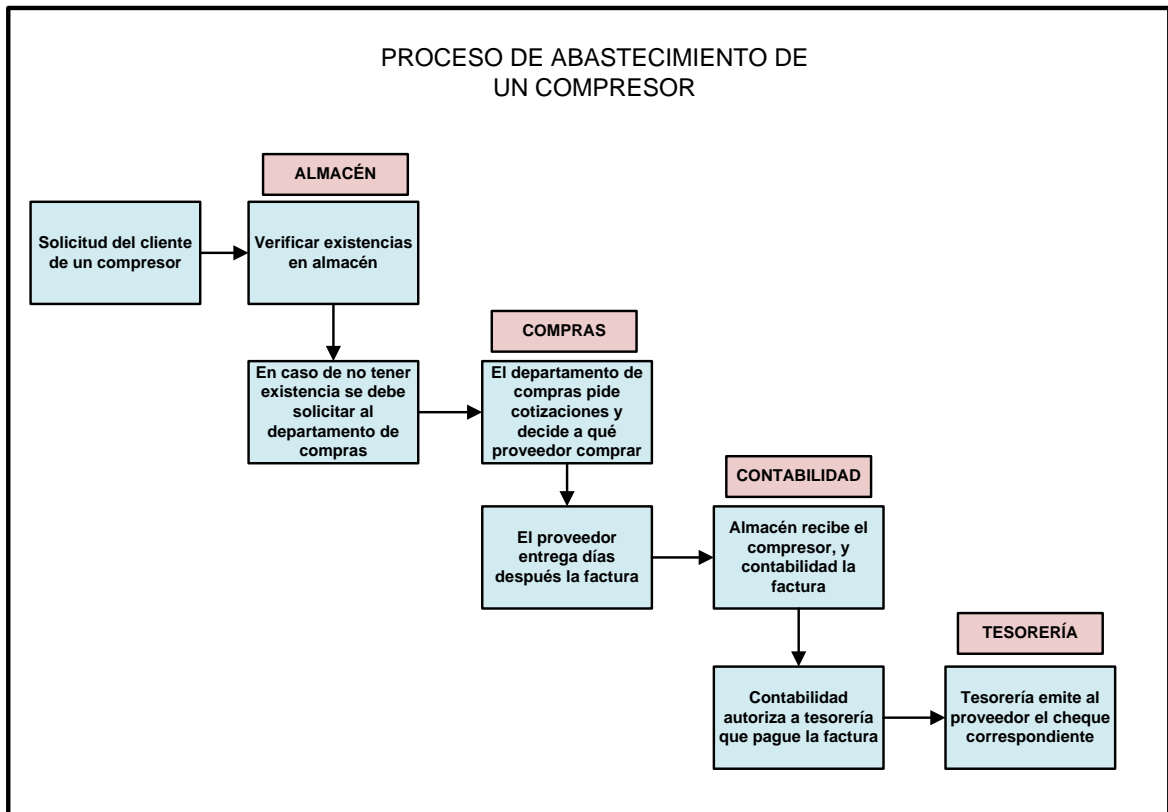 PROCESO DE ABASTECIMIENTO DE
UN COMPRESOR
ALMACÉN
Solicitud del cliente
de un compresor
Verificar existencias
en almacén
COMPRAS
En caso de no tener
existencia se debe
solicitar al
departamento de
compras
El departamento de
compras pide
cotizaciones y
decide a qué
proveedor comprar
CONTABILIDAD
El proveedor
entrega días
después la factura
Almacén recibe el
compresor, y
contabilidad la
factura
TESORERÍA
Contabilidad
autoriza a tesorería
que pague la factura
Tesorería emite al
proveedor el cheque
correspondiente